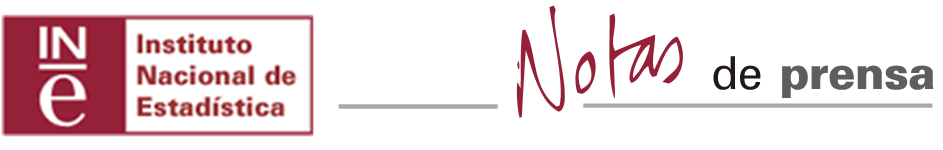 INe
Instituto
Nacional de
Estadística
Notas de prensa